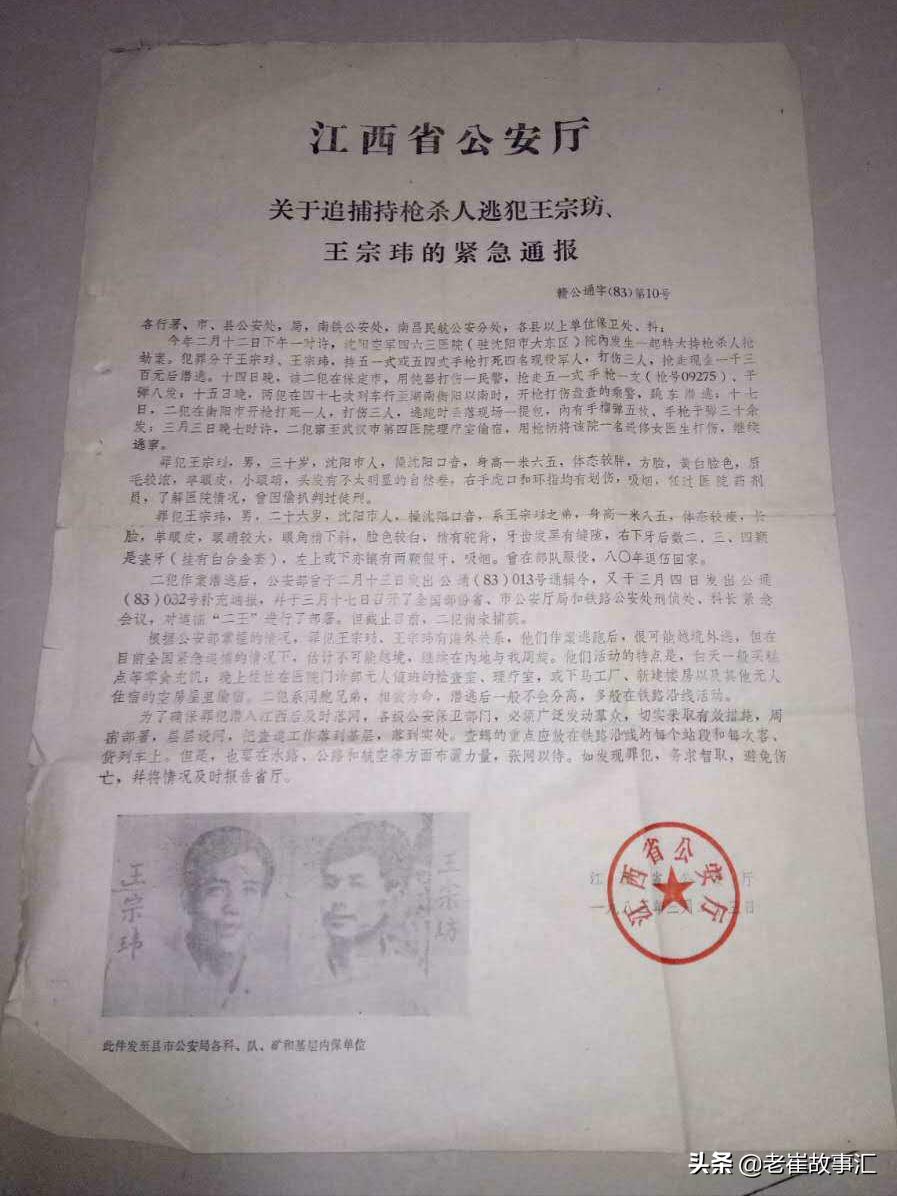 江西省公安厅
关于追捕持枪杀人逃犯王宗坊、
王宗玮的紧急通报
赣公通字(83)第10号
各行署、市、县公安处，局，南铁公安处，南昌民航公安分处，各县以上单位保卫处、科：
今年二月十二日下午一时许，沈阳空军四六三医院（驻沈阳市大东区）院内发生一起特大持枪杀人抢
劫案。犯罪分子王宗坊、王宗玮，持五一式或五四式手枪打死四名现役军人，打伤三人，抢走现金一千三
百元后潜逃。十四日晚，该二犯在保定市，用钝器打伤一民警，抢走五一式手枪一支（枪号09275）、子
弹八发；十五日晚，两犯在四十七次列车行至湖南衡阳以南时，开枪打伤盘查的乘警，跳车潜逃；十七
日，二犯在衡阳市开枪打死一人，打伤三人，逃跑时丢落现场一提包，内有手榴弹五枚、手枪子弹三十余
发；三月三日晚七时许，二犯窜至武汉市第四医院理疗室偷宿，用枪柄将该院一名进修女医生打伤，继续
逃窜。
罪犯王宗坊，男，三十岁，沈阳市人，操沈阳口音，身高一米六五，体态较胖，方脸，黄白脸色，眉
毛较浓，单眼皮，小眼睛，头发有不太明显的自然卷，右手虎口和环指均有划伤，吸烟，任过医院药剂
员，了解医院情况，曾因偷扒判过徒刑。
罪犯王宗玮，男，二十六岁，沈阳市人，操沈阳口音，系王宗坊之弟，身高一米八五，体态较瘦，长
脸，单眼皮，眼睛较大，眼角稍下斜，脸色较白，稍有驼背，牙齿发黑有缝隙，右下牙后数二、三、四颗
是瓷牙（挂有白合金套），左上或下亦镶有两颗假牙，吸烟。曾在部队服役，八〇年退伍回家。
二犯作案潜逃后，公安部曾于二月十三日发出公通（83）013号通辑令，又于三月四日发出公通
（83）032号补充通报，并于三月十七日召开了全国部份省、市公安厅局和铁路公安处刑侦处、科长紧急
会议，对追捕“二王”进行了部署。但截止目前，二犯尚未捕获。
根据公安部掌握的情况，罪犯王宗坊、王宗玮有海外关系，他们作案逃跑后，很可能越境外逃，但在
目前全国紧急追捕的情况下，估计不可能越境，继续在内地与我周旋。他们活动的特点是，白天一般买糕
点等零食充饥；晚上往往在医院门诊部无人值班的检查室、理疗室，或下马工厂、新建楼房以及其他无人
住宿的空房屋里偷宿。二犯系同胞兄弟，相依为命，潜逃后一般不会分离，多般在铁路沿线活动。
为了确保罪犯潜入江西后及时落网，各级公安保卫部门，必须广泛发动群众，切实采取有效措施，周
密部署，层层设网，把查追工作落到基层，落到实处。查缉的重点应放在铁路沿线的每个站段和每次客、
货列车上。但是，也要在水路、公路和航空等方面布置力量，张网以待。如发现罪犯，务求智取，避免伤
亡，并将情况及时报告省厅。
王宗玮
王宗坊
江西省公安厅
江西省公安厅
此件发至县市公安局各科、队、矿和基层内保单位
头条 @老崔故事汇